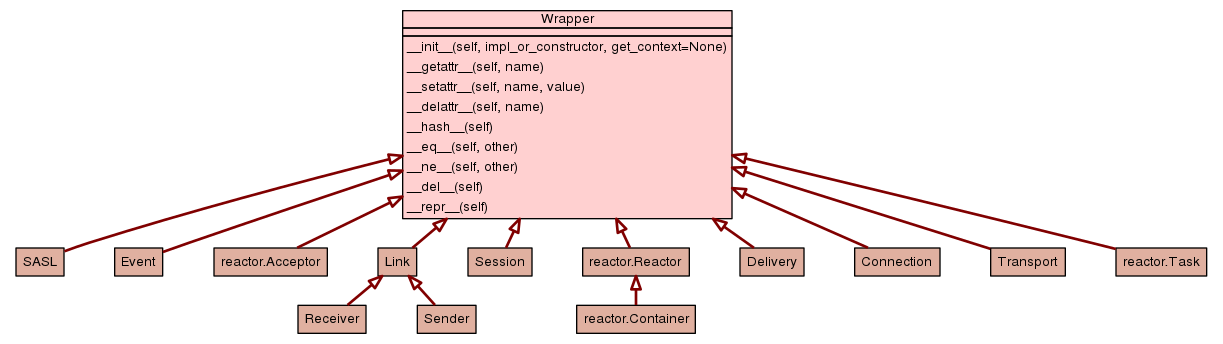 Wrapper
__init__(self, impl_or_constructor, get_context=None)
__getattr__(self, name)
__setattr__(self, name, value)
__delattr__(self, name)
__hash__(self)
__eq__(self, other)
__ne__(self, other)
__del__(self)
__repr__(self)
SASL
Event
reactor.Acceptor
Link
Session
reactor.Reactor
Delivery
Connection
Transport
reactor.Task
Receiver
Sender
reactor.Container